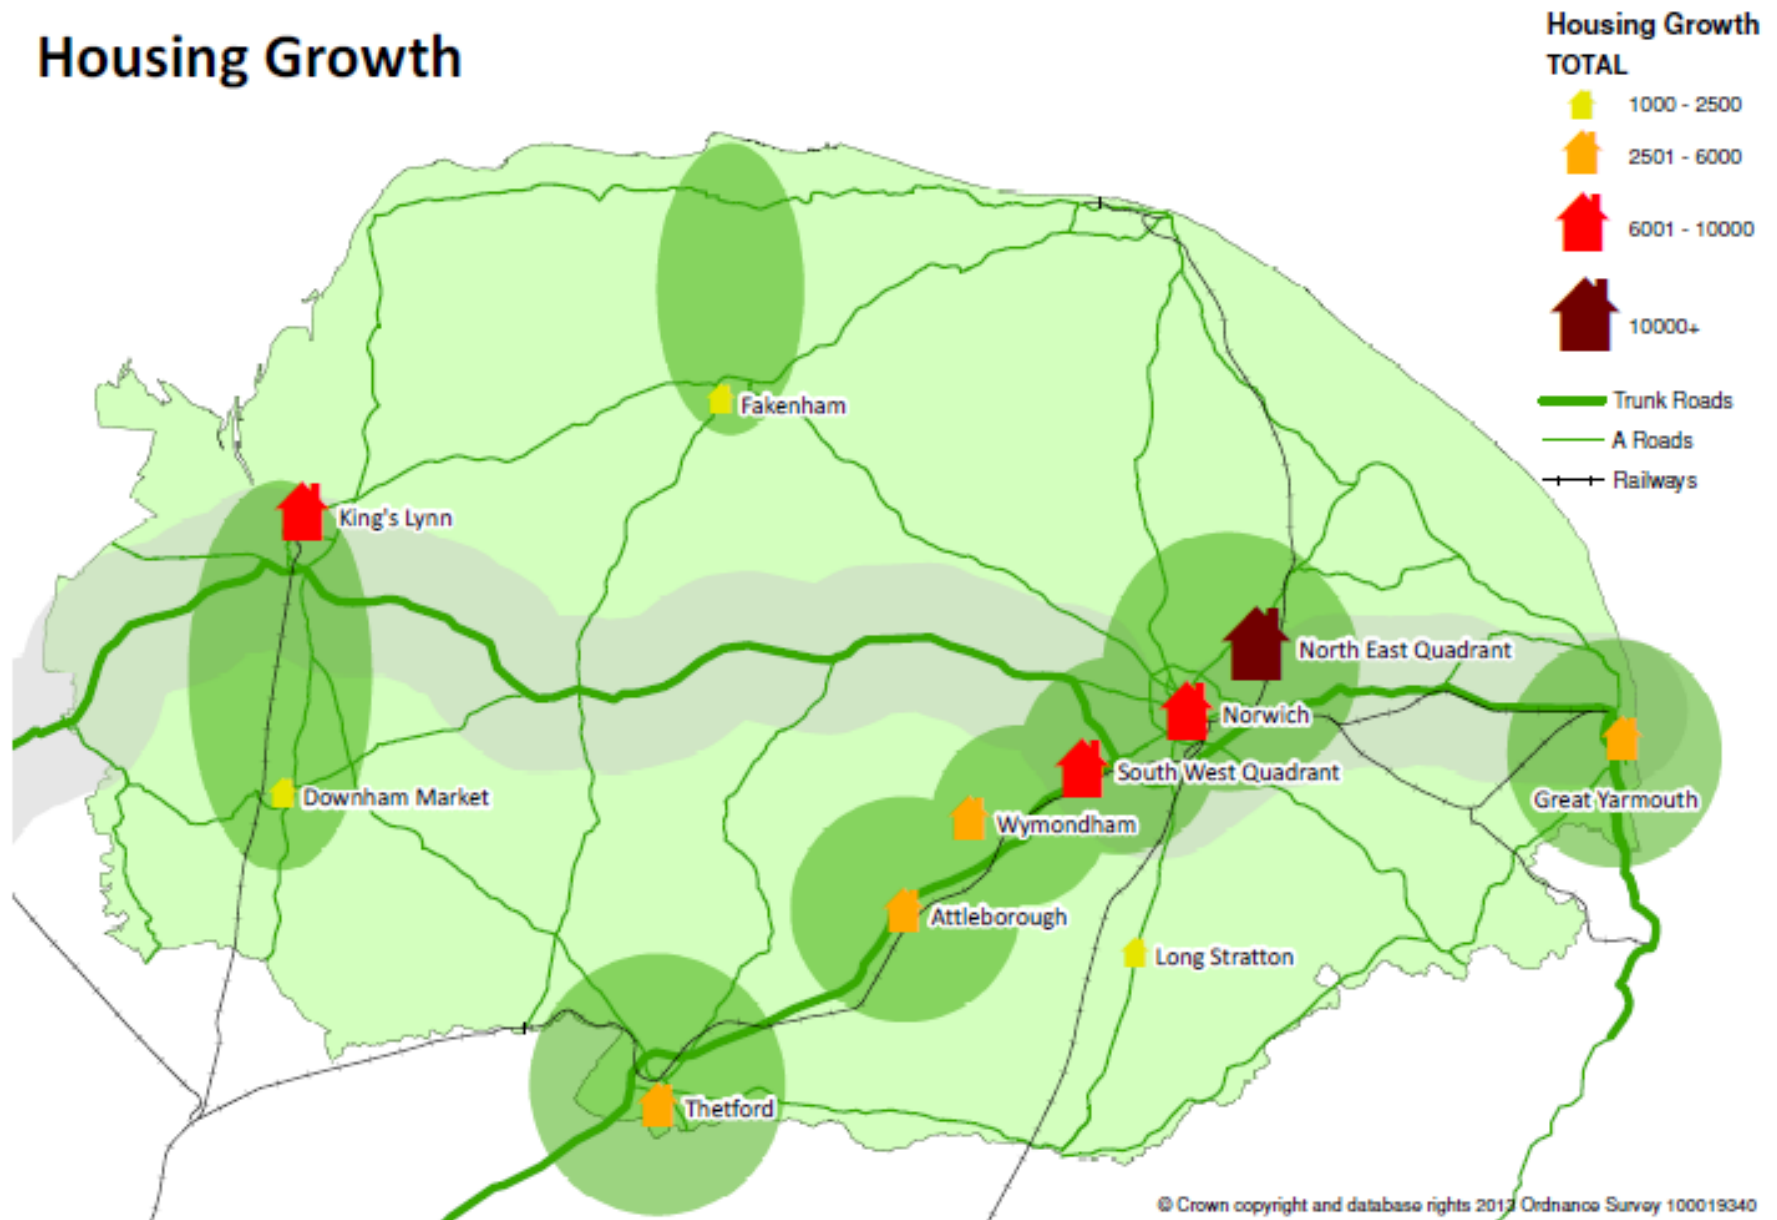 Housing Growth
Housing Growth
TOTAL
1000 - 2500
2501 - 6000
6001 - 10000
10000+
Trunk Roads
A Roads
Railways
Fakenham
King's Lynn
North East Quadrant
Norwich
South West Quadrant
Downham Market
Great Yarmouth
Wymondham
Attleborough
Long Stratton
Thetford
© Crown copyright and database rights 2013 Ordnance Survey 100019340